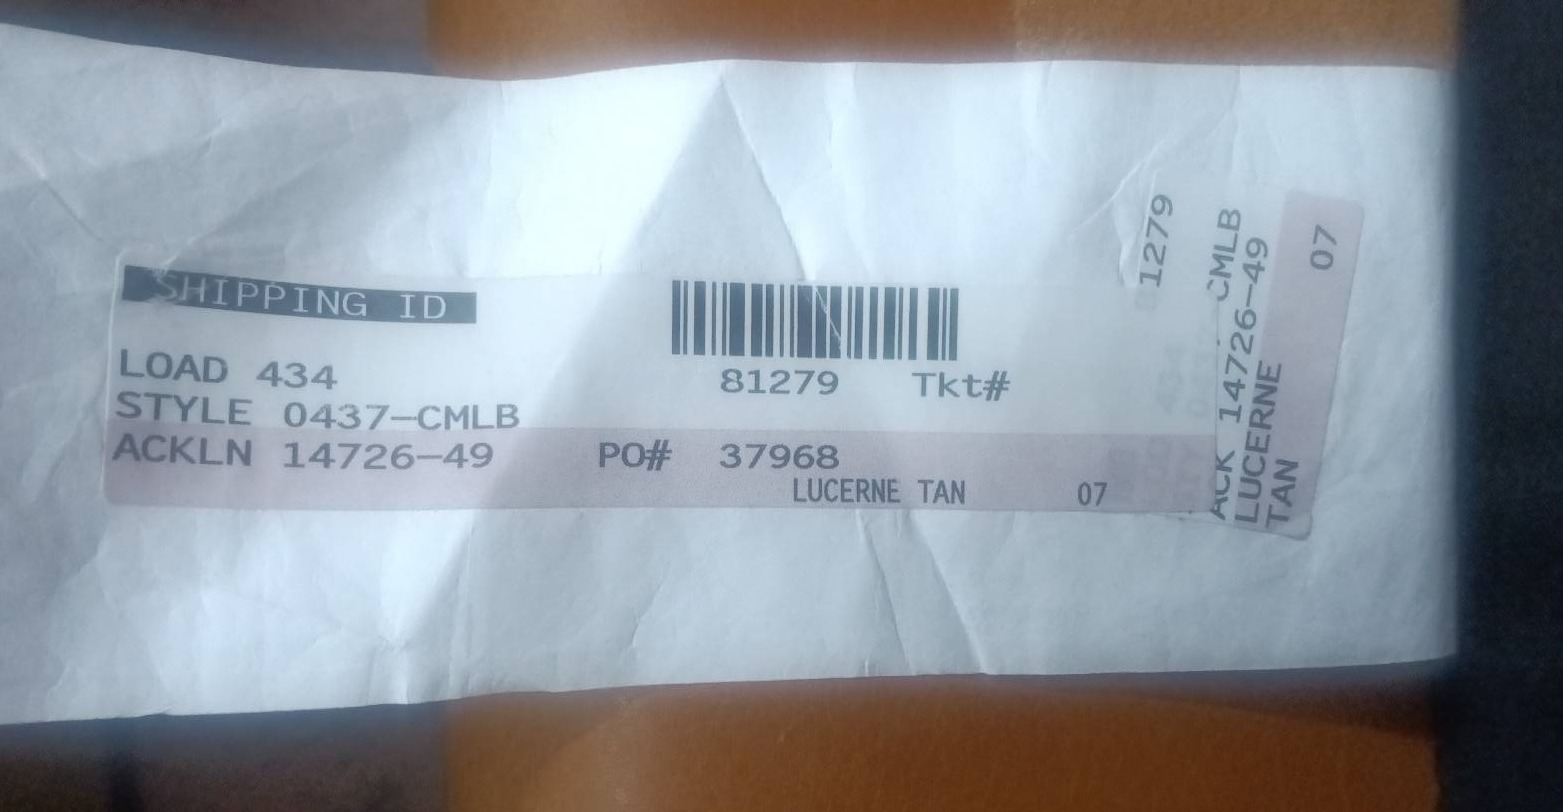 SHIPPING ID
LOAD 434
STYLE 0437-CMLB
ACKLN 14726-49
81279 Tkt#
PO# 37968
LUCERNE TAN 07
1279
CMLB
ACK 14726-49
LUCERNE
TAN 07